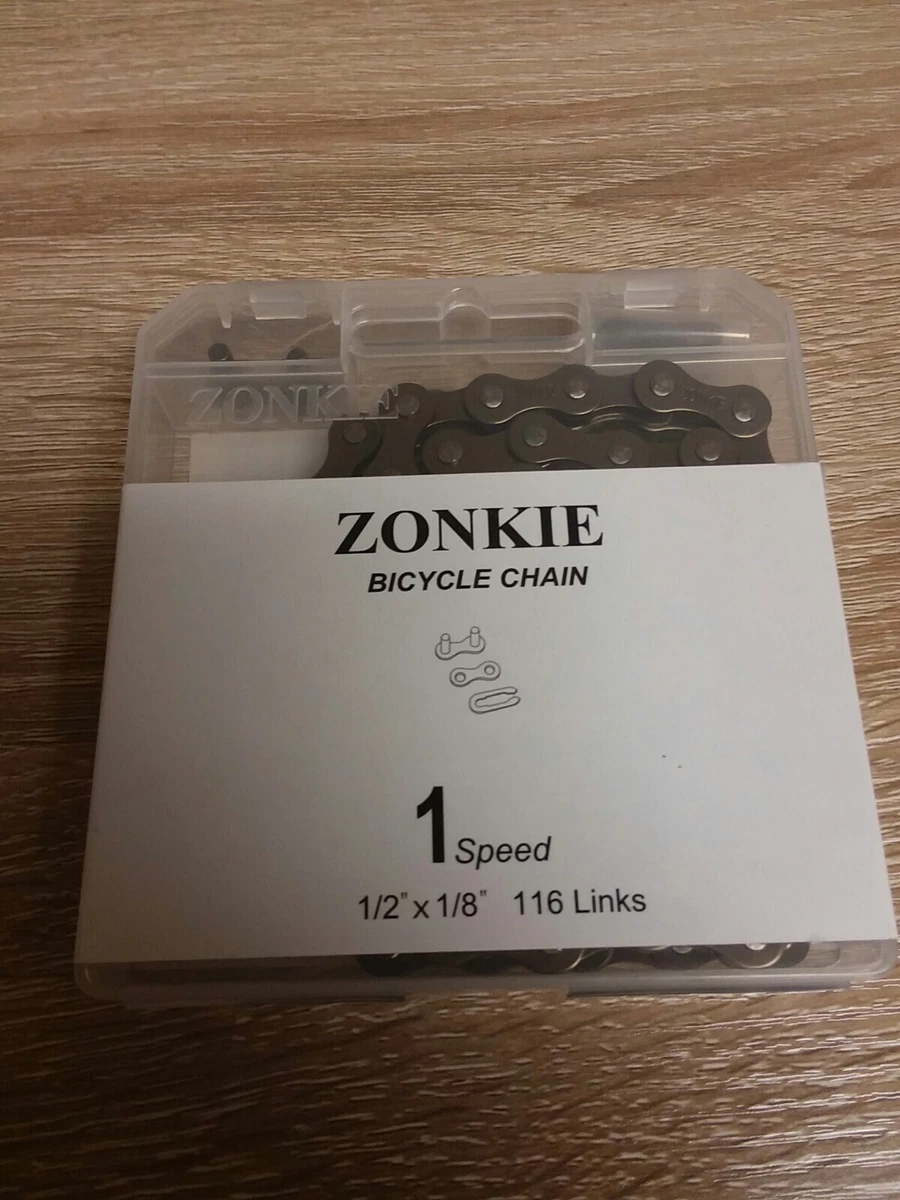 ZONKIE
ZONKIE
BICYCLE CHAIN
1 Speed
1/2" x 1/8" 116 Links